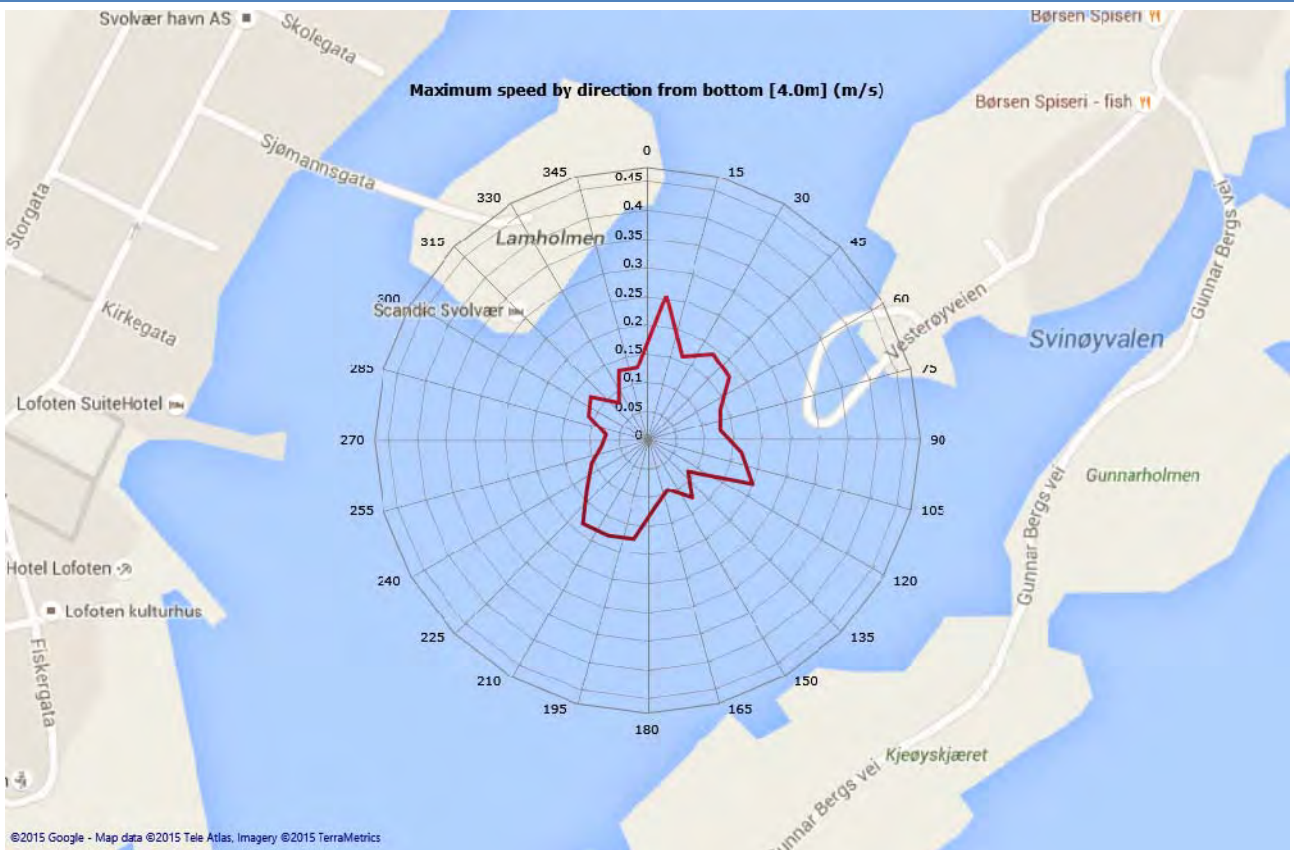 Svolvær havn AS
Skolegata
Børsen Spiseri
Maximum speed by direction from bottom [4.0m] (m/s)
Børsen Spiseri - fish
Sjømannsgata
Storgata
Gunnar Bergs vei
0
345
15
330
30
315
45
300
60
285
75
270
90
255
105
240
120
225
135
210
150
195
165
180
0.45
0.4
0.35
0.3
0.25
0.2
0.15
0.1
0.05
0
Lamholmen
Scandic Svolvær
Kirkegata
Vesterøyveien
Svinøyvalen
Gunnar Bergs vei
Lofoten SuiteHotel
Gunnarholmen
Gunnar Bergs vei
Hotel Lofoten
Lofoten kulturhus
Fiskergata
Kjeøyskjæret
Gunnar Bergs vei
©2015 Google - Map data ©2015 Tele Atlas, Imagery ©2015 TerraMetrics